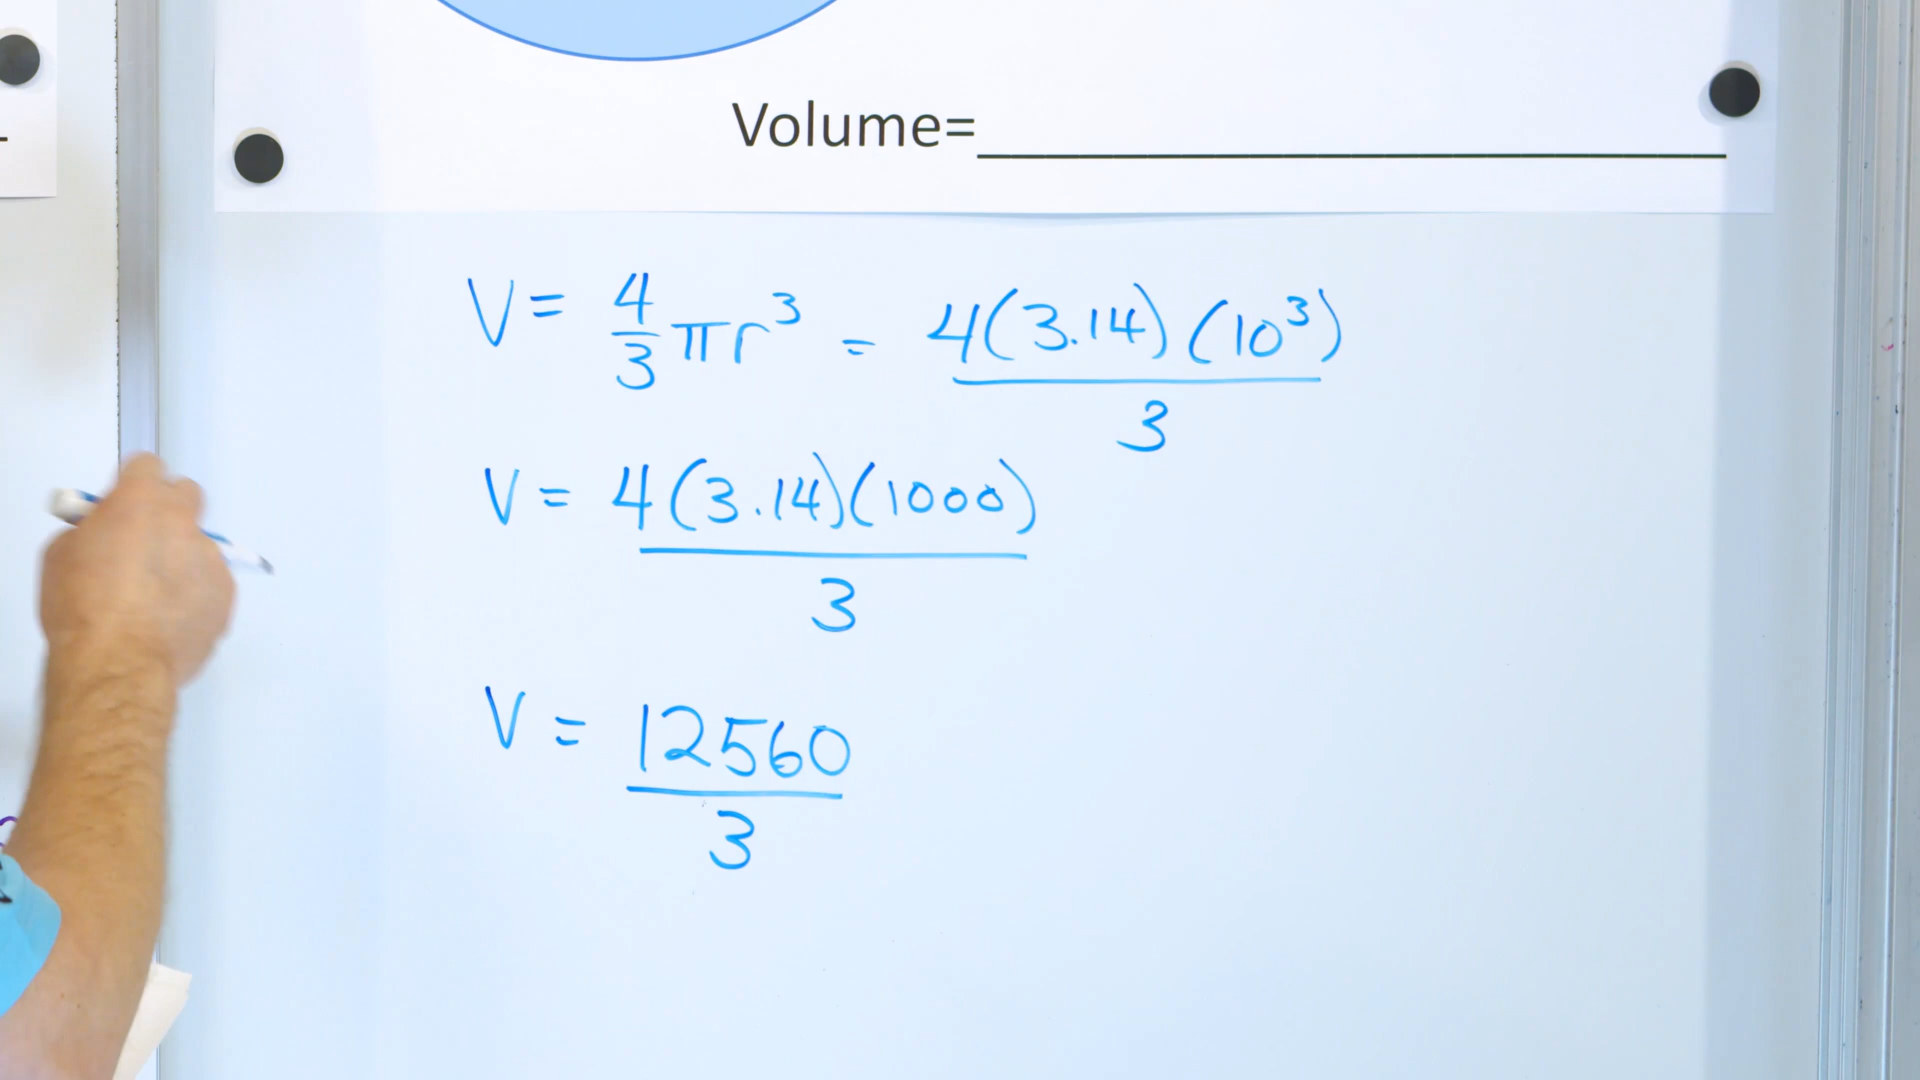 Volume=____________________
V = 4/3 πr³ = 4(3.14)(10³)/3
V = 4(3.14)(1000)/3
V = 12560/3